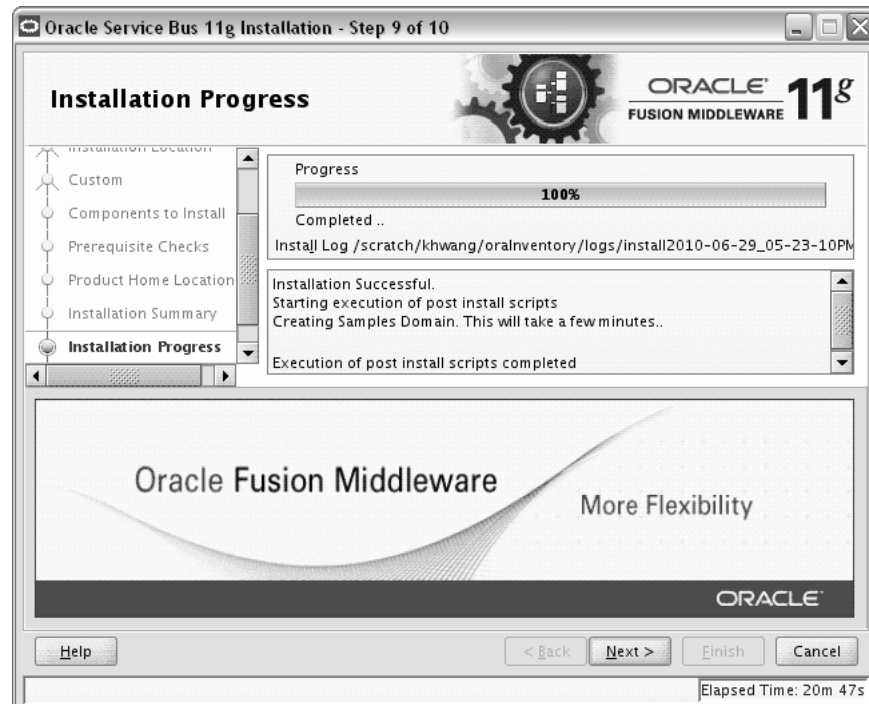 Oracle Service Bus 11g Installation - Step 9 of 10
Installation Progress
ORACLE
FUSION MIDDLEWARE 11g
Installation Location
Custom
Components to Install
Prerequisite Checks
Product Home Location
Installation Summary
Installation Progress
Progress
100%
Completed ..
Install Log /scratch/khwang/oraInventory/logs/install2010-06-29_05-23-10PM
Installation Successful.
Starting execution of post install scripts
Creating Samples Domain. This will take a few minutes..
Execution of post install scripts completed
Oracle Fusion Middleware
More Flexibility
ORACLE
Help
< Back
Next >
Finish
Cancel
Elapsed Time: 20m 47s